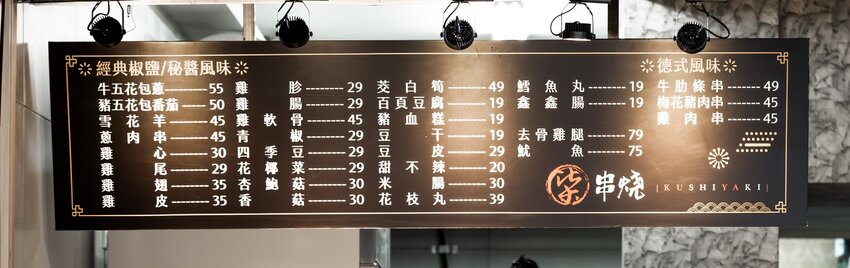 經典椒鹽/秘醬風味
牛五花包蔥-------55
豬五花包番茄----50
雪花羊--------45
蔥肉串--------45
雞心--------30
雞尾--------29
雞翅--------35
雞皮--------35
雞胗-------29
雞腸-------29
雞軟骨-------45
青椒-------29
四季豆-------29
花椰菜-------29
杏鮑菇-------30
香菇-------30
茭白筍-------49
百頁豆腐-------19
豬血糕-------19
豆干-------19
豆皮-------29
甜不辣-------20
米腸-------30
花枝丸-------39
鱈魚丸-------19
鑫鑫腸-------19
去骨雞腿-------79
魷魚-------75
德式風味
牛肋條串------49
梅花豬肉串-----45
雞肉串------45
柴串燒
|KUSHIYAKI|